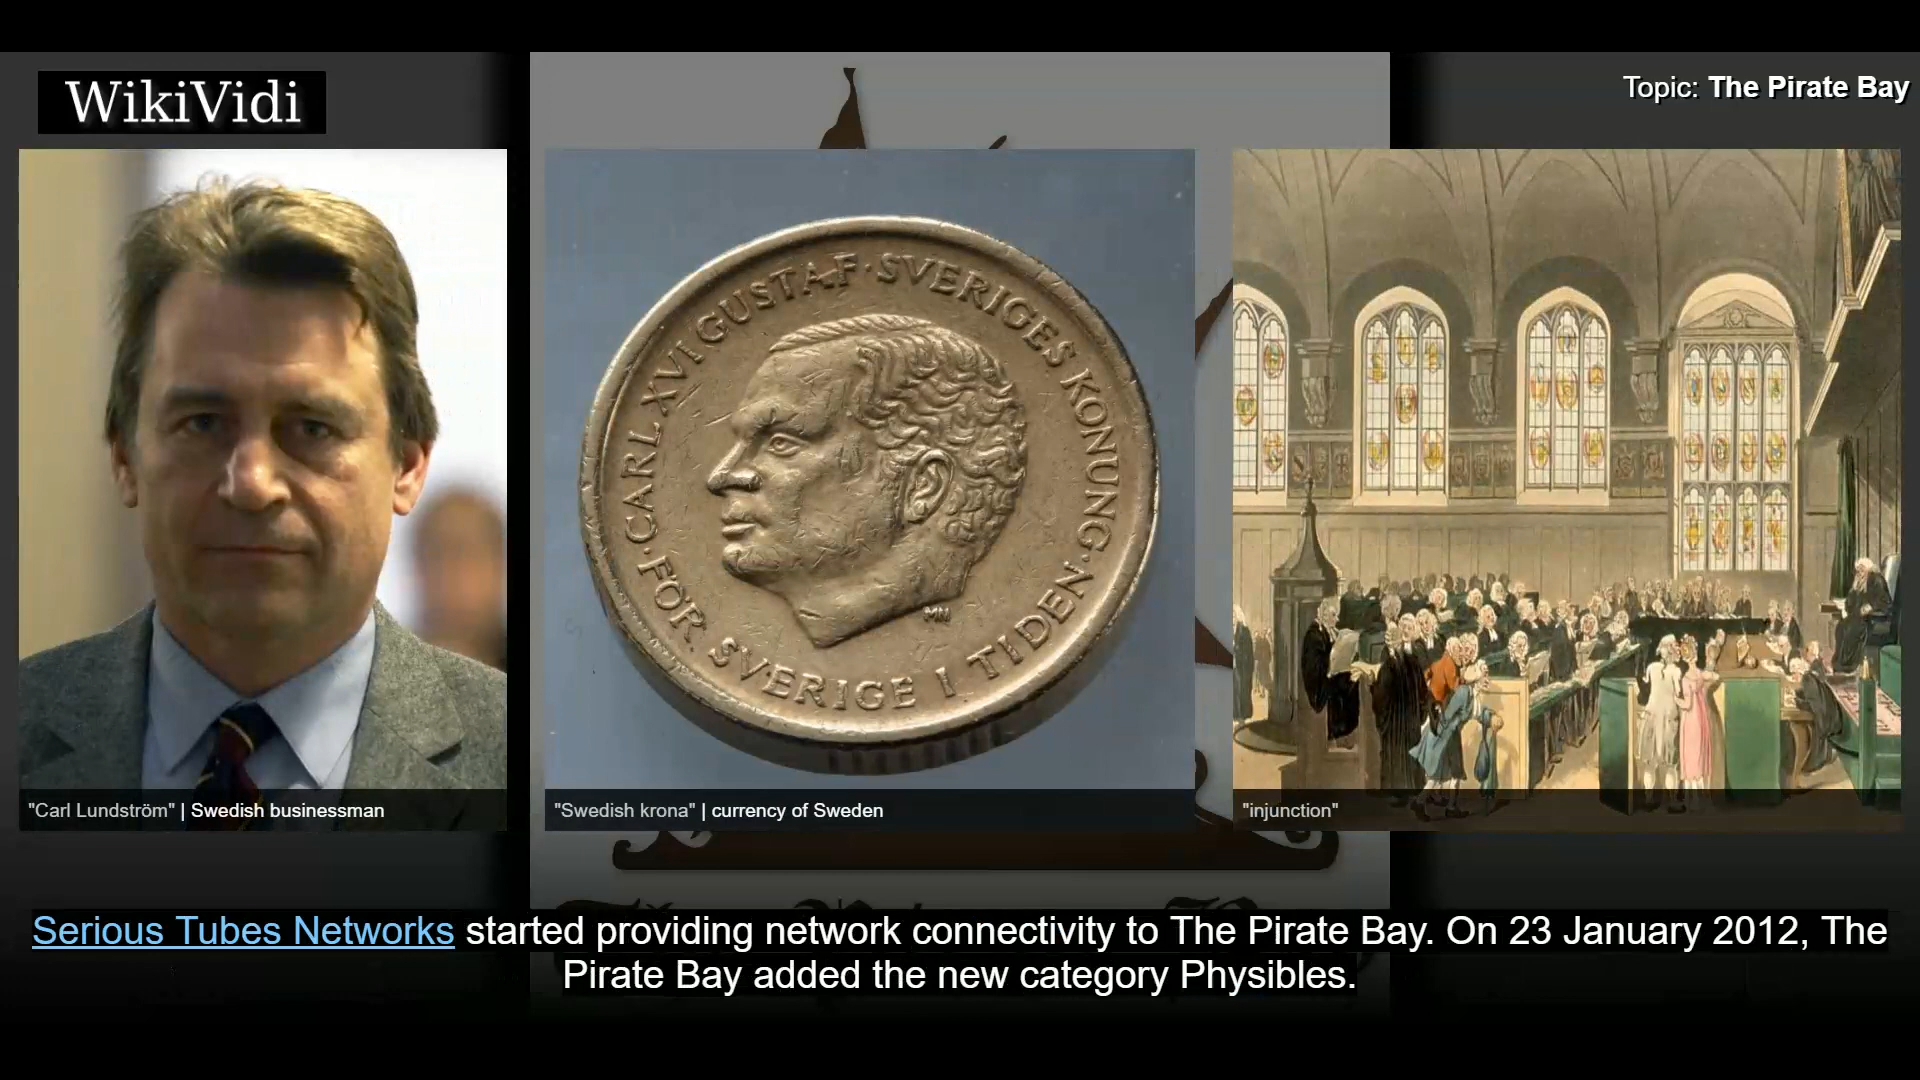 WikiVidi
Topic: The Pirate Bay
·CARL XVI GUSTAF·SVERIGES KONUNG·
FÖR SVERIGE I TIDEN
MN
"Carl Lundström" | Swedish businessman
"Swedish krona" | currency of Sweden
"injunction"
Serious Tubes Networks started providing network connectivity to The Pirate Bay. On 23 January 2012, The
Pirate Bay added the new category Physibles.